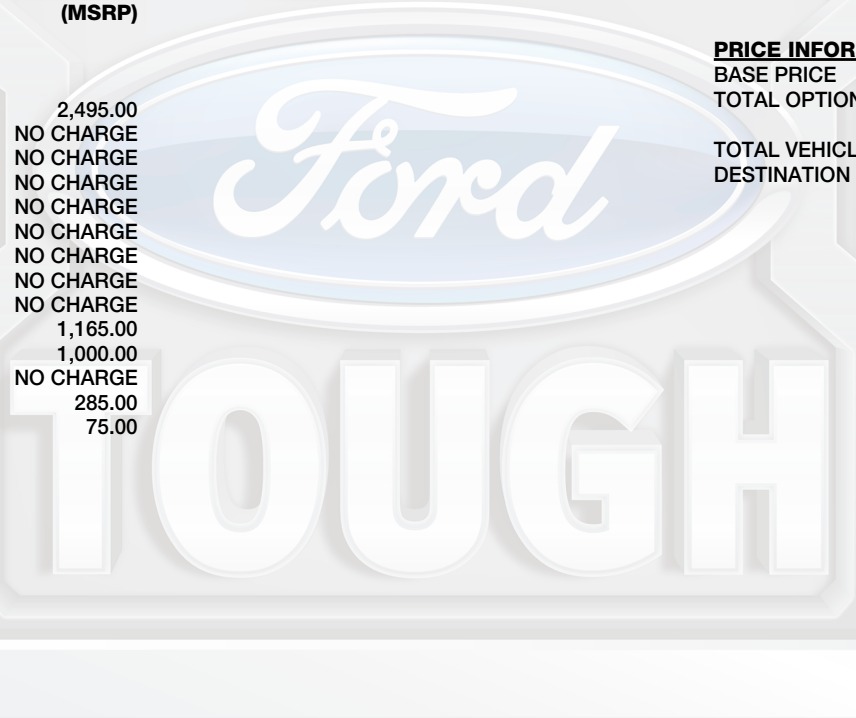 (MSRP)
2,495.00
NO CHARGE
NO CHARGE
NO CHARGE
NO CHARGE
NO CHARGE
NO CHARGE
NO CHARGE
NO CHARGE
1,165.00
1,000.00
NO CHARGE
285.00
75.00
PRICE INFOR
BASE PRICE
TOTAL OPTION
TOTAL VEHICL
DESTINATION
Ford
TOUGH